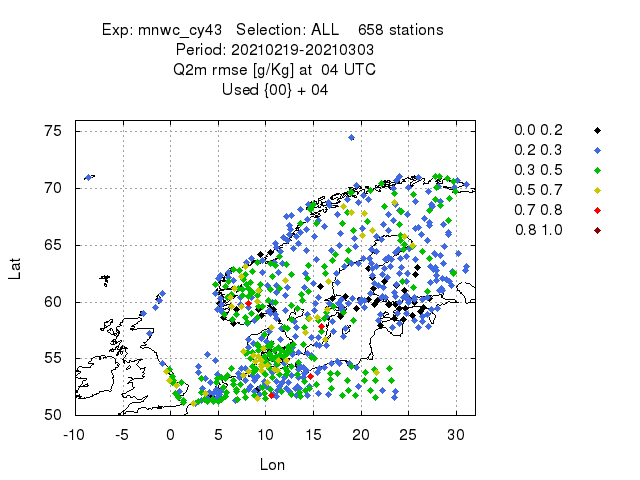 Exp: mnwc_cy43   Selection: ALL    658 stations
Period: 20210219-20210303
Q2m rmse [g/Kg] at  04 UTC
Used {00} + 04
75
70
65
60
55
50
Lat
-10 -5 0 5 10 15 20 25 30
Lon
0.0 0.2
0.2 0.3
0.3 0.5
0.5 0.7
0.7 0.8
0.8 1.0